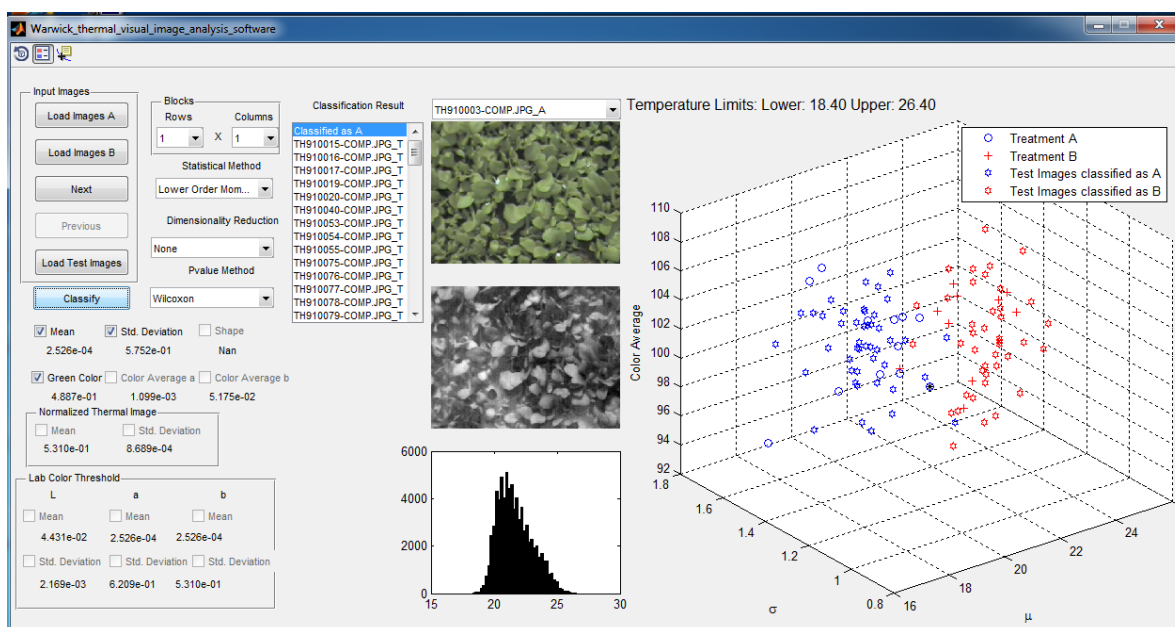 Warwick_thermal_visual_image_analysis_software
Input Images
Load Images A
Load Images B
Next
Previous
Load Test Images
Classify
Blocks
Rows Columns
1 X 1
Statistical Method
Lower Order Mom...
Dimensionality Reduction
None
Pvalue Method
Wilcoxon
Mean Std. Deviation Shape
2.526e-04 5.752e-01 Nan
Green Color Color Average a Color Average b
4.887e-01 1.099e-03 5.175e-02
Normalized Thermal Image
Mean Std. Deviation
5.310e-01 8.689e-04
Lab Color Threshold
L a b
Mean Mean Mean
4.431e-02 2.526e-04 2.526e-04
Std. Deviation Std. Deviation Std. Deviation
2.169e-03 6.209e-01 5.310e-01
Classification Result
Classified as A
TH910015-COMP.JPG_T
TH910016-COMP.JPG_T
TH910017-COMP.JPG_T
TH910019-COMP.JPG_T
TH910020-COMP.JPG_T
TH910040-COMP.JPG_T
TH910053-COMP.JPG_T
TH910054-COMP.JPG_T
TH910055-COMP.JPG_T
TH910075-COMP.JPG_T
TH910076-COMP.JPG_T
TH910077-COMP.JPG_T
TH910078-COMP.JPG_T
TH910079-COMP.JPG_T
TH910003-COMP.JPG_A
6000
4000
2000
0
15 20 25 30
Temperature Limits: Lower: 18.40 Upper: 26.40
Treatment A
Treatment B
Test Images classified as A
Test Images classified as B
Color Average
110
108
106
104
102
100
98
96
94
92
1.8
1.6
1.4
1.2
1
0.8
σ
16
18
20
22
24
μ